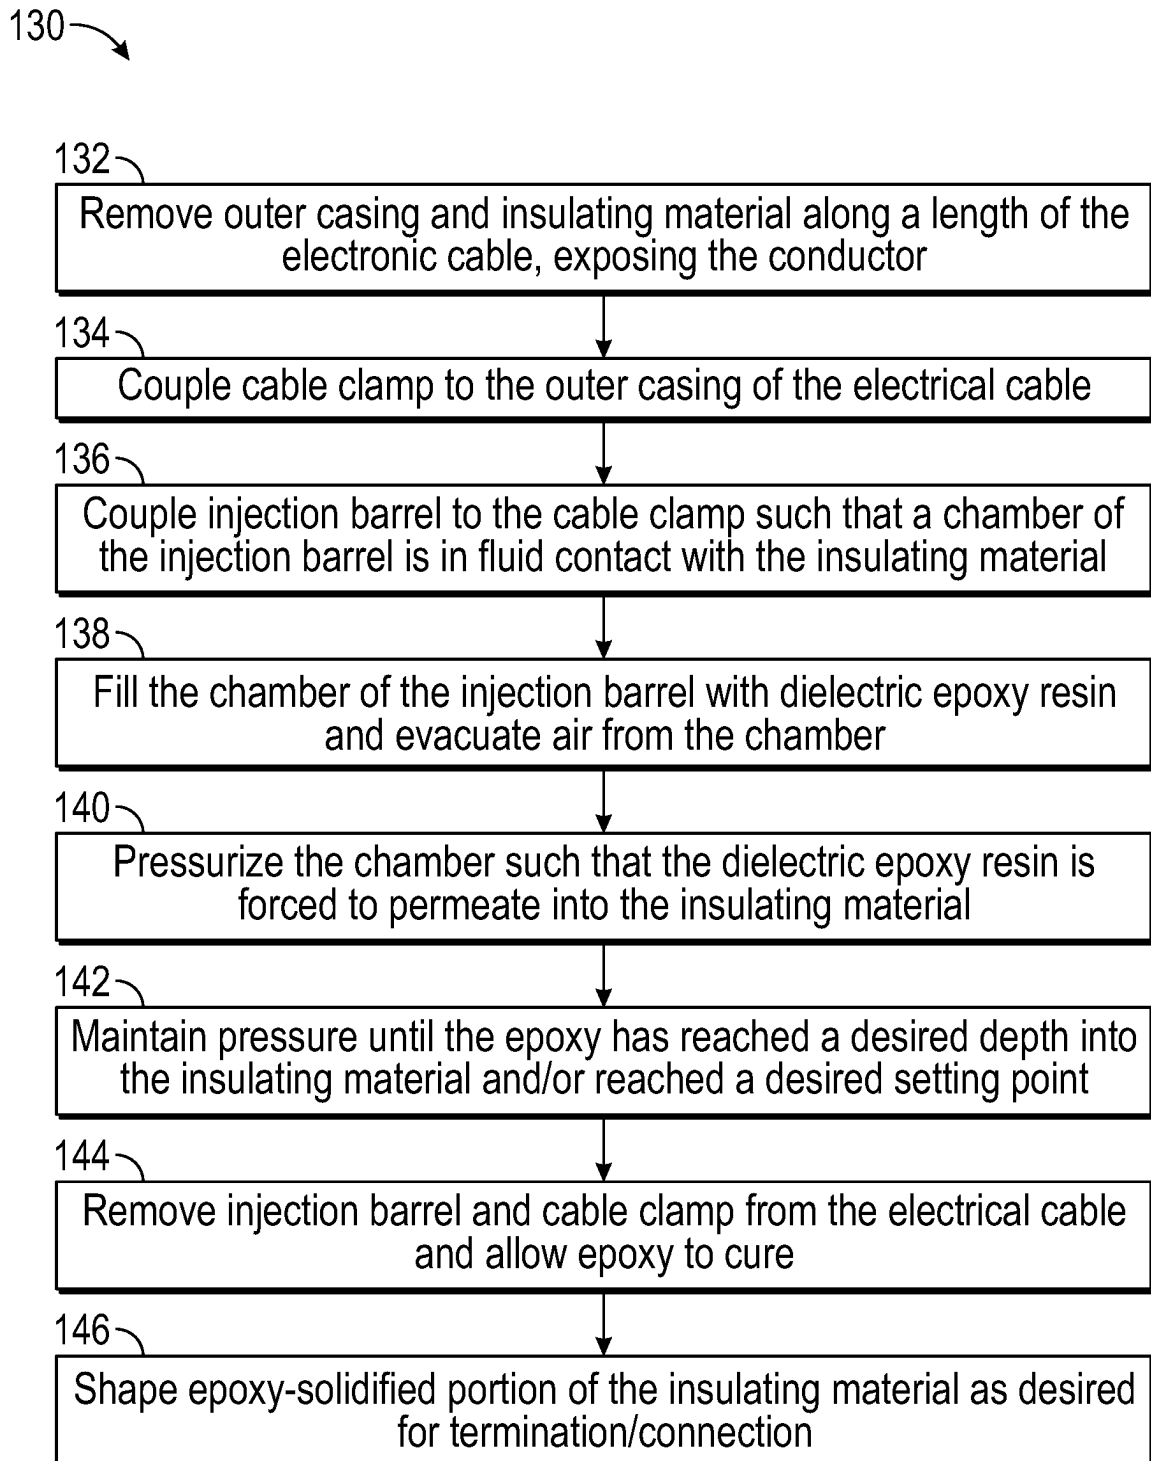 130
132
Remove outer casing and insulating material along a length of the
electronic cable, exposing the conductor
134
Couple cable clamp to the outer casing of the electrical cable
136
Couple injection barrel to the cable clamp such that a chamber of
the injection barrel is in fluid contact with the insulating material
138
Fill the chamber of the injection barrel with dielectric epoxy resin
and evacuate air from the chamber
140
Pressurize the chamber such that the dielectric epoxy resin is
forced to permeate into the insulating material
142
Maintain pressure until the epoxy has reached a desired depth into
the insulating material and/or reached a desired setting point
144
Remove injection barrel and cable clamp from the electrical cable
and allow epoxy to cure
146
Shape epoxy-solidified portion of the insulating material as desired
for termination/connection